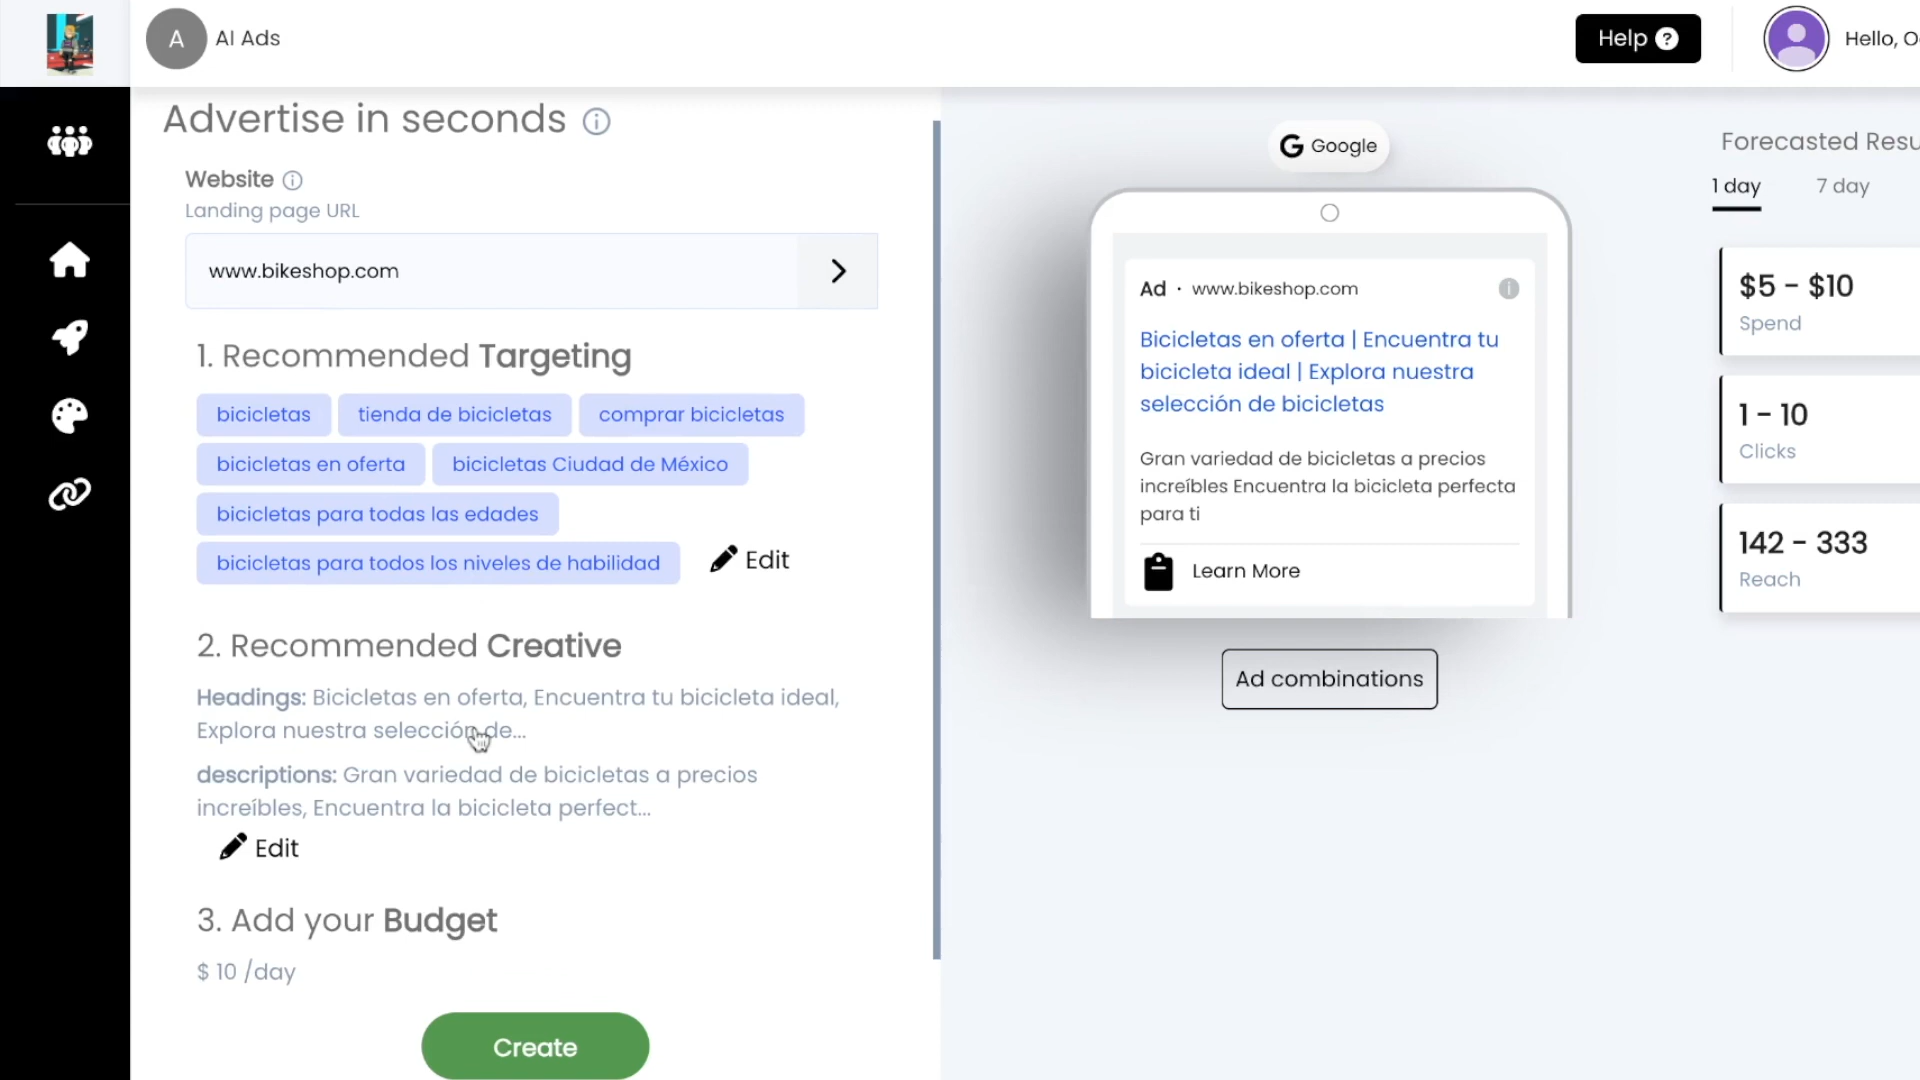 A AI Ads
Help ?
Hello, O
Advertise in seconds
Website
Landing page URL
www.bikeshop.com
1. Recommended Targeting
bicicletas
tienda de bicicletas
comprar bicicletas
bicicletas en oferta
bicicletas Ciudad de México
bicicletas para todas las edades
bicicletas para todos los niveles de habilidad
Edit
2. Recommended Creative
Headings: Bicicletas en oferta, Encuentra tu bicicleta ideal,
Explora nuestra selección de...
descriptions: Gran variedad de bicicletas a precios
increíbles, Encuentra la bicicleta perfect...
Edit
3. Add your Budget
$ 10 /day
Create
G Google
Ad · www.bikeshop.com
Bicicletas en oferta | Encuentra tu
bicicleta ideal | Explora nuestra
selección de bicicletas
Gran variedad de bicicletas a precios
increíbles Encuentra la bicicleta perfecta
para ti
Learn More
Ad combinations
Forecasted Resu
1 day
7 day
$5 - $10
Spend
1 - 10
Clicks
142 - 333
Reach